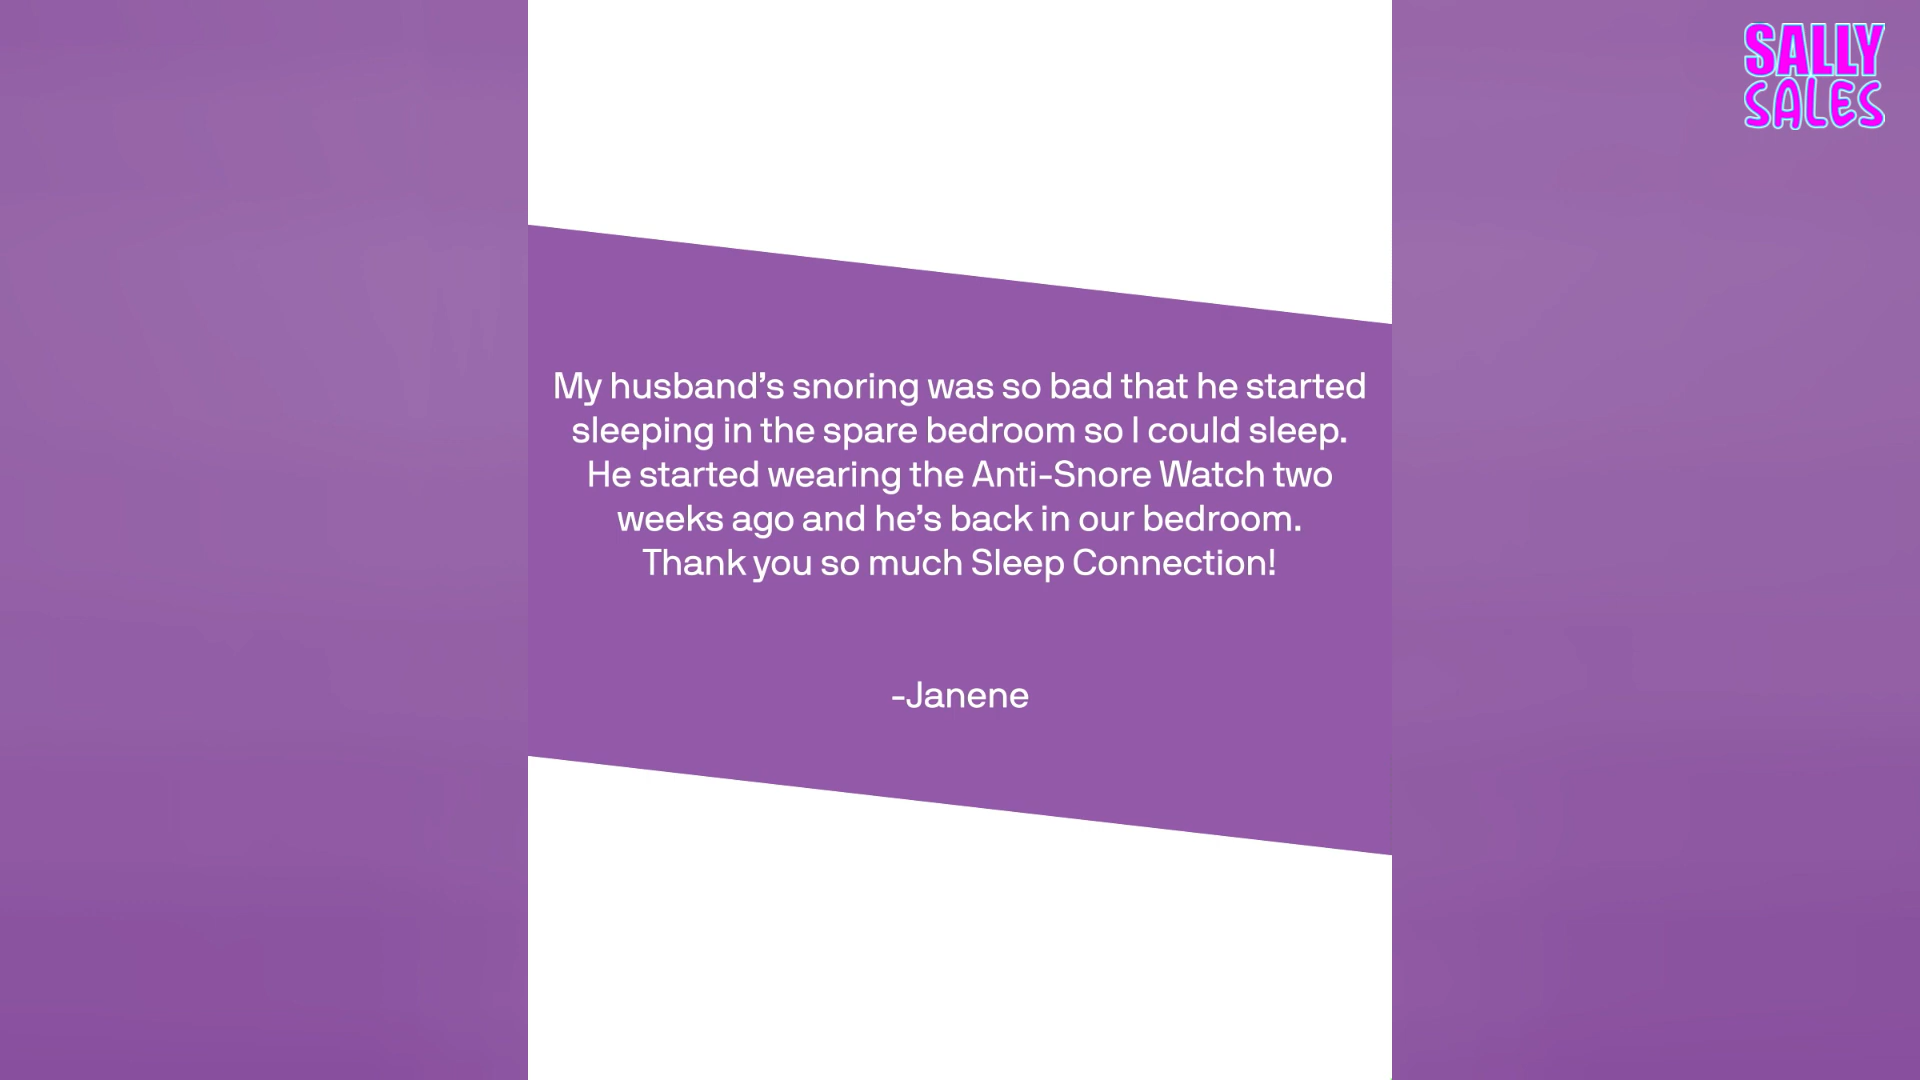 SALLY
SALES
My husband's snoring was so bad that he started
sleeping in the spare bedroom so I could sleep.
He started wearing the Anti-Snore Watch two
weeks ago and he's back in our bedroom.
Thank you so much Sleep Connection!
-Janene